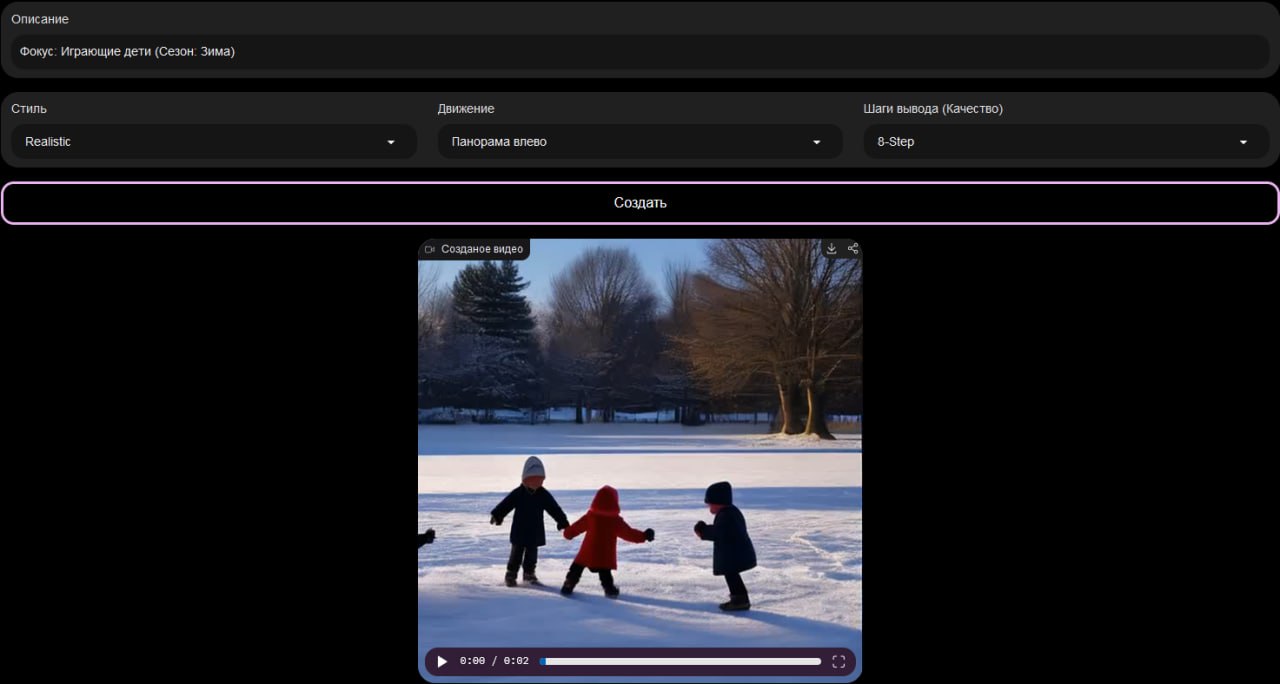 Описание
Фокус: Играющие дети (Сезон: Зима)
Стиль
Движение
Шаги вывода (Качество)
Realistic
Панорама влево
8-Step
Создать
Созданое видео
0:00 / 0:02